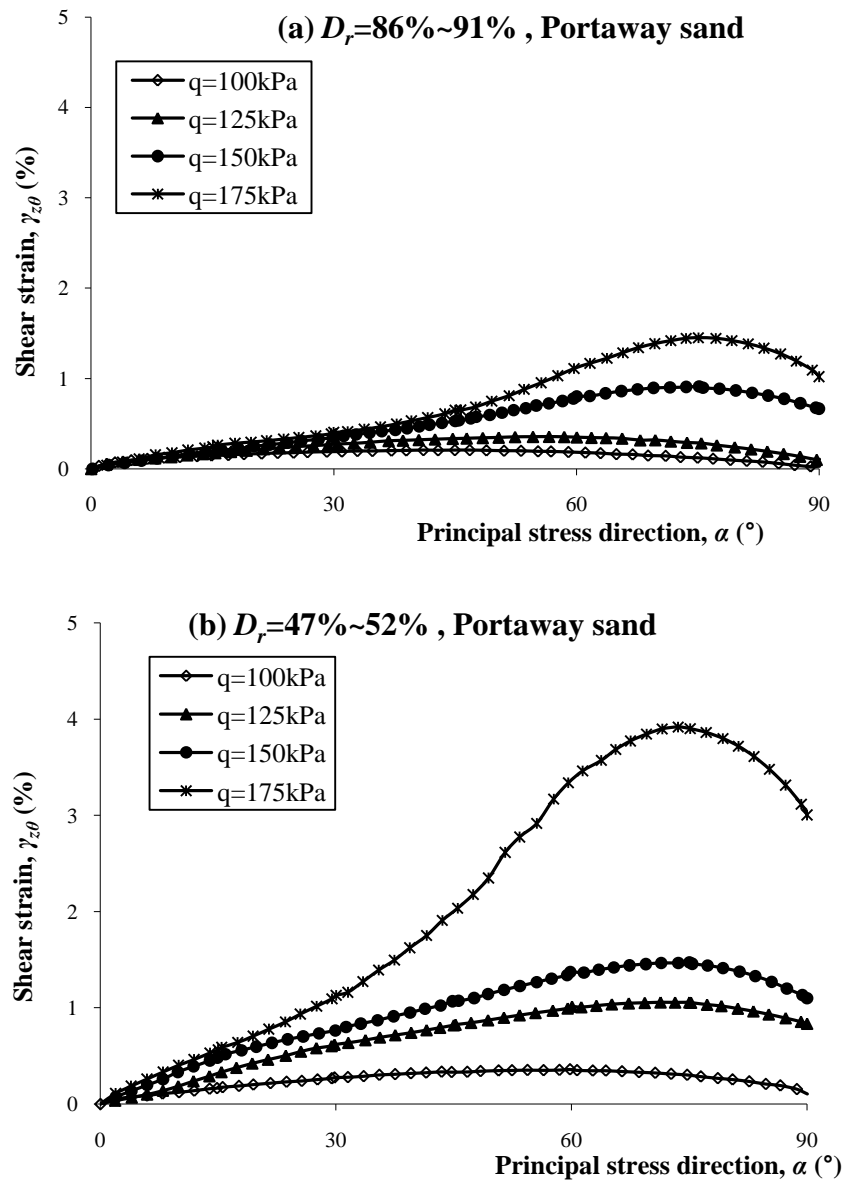 (a) Dr=86%~91% , Portaway sand
q=100kPa
q=125kPa
q=150kPa
q=175kPa
Shear strain, γzθ (%)
5
4
3
2
1
0
0 30 60 90
Principal stress direction, α (°)
(b) Dr=47%~52% , Portaway sand
q=100kPa
q=125kPa
q=150kPa
q=175kPa
Shear strain, γzθ (%)
5
4
3
2
1
0
0 30 60 90
Principal stress direction, α (°)